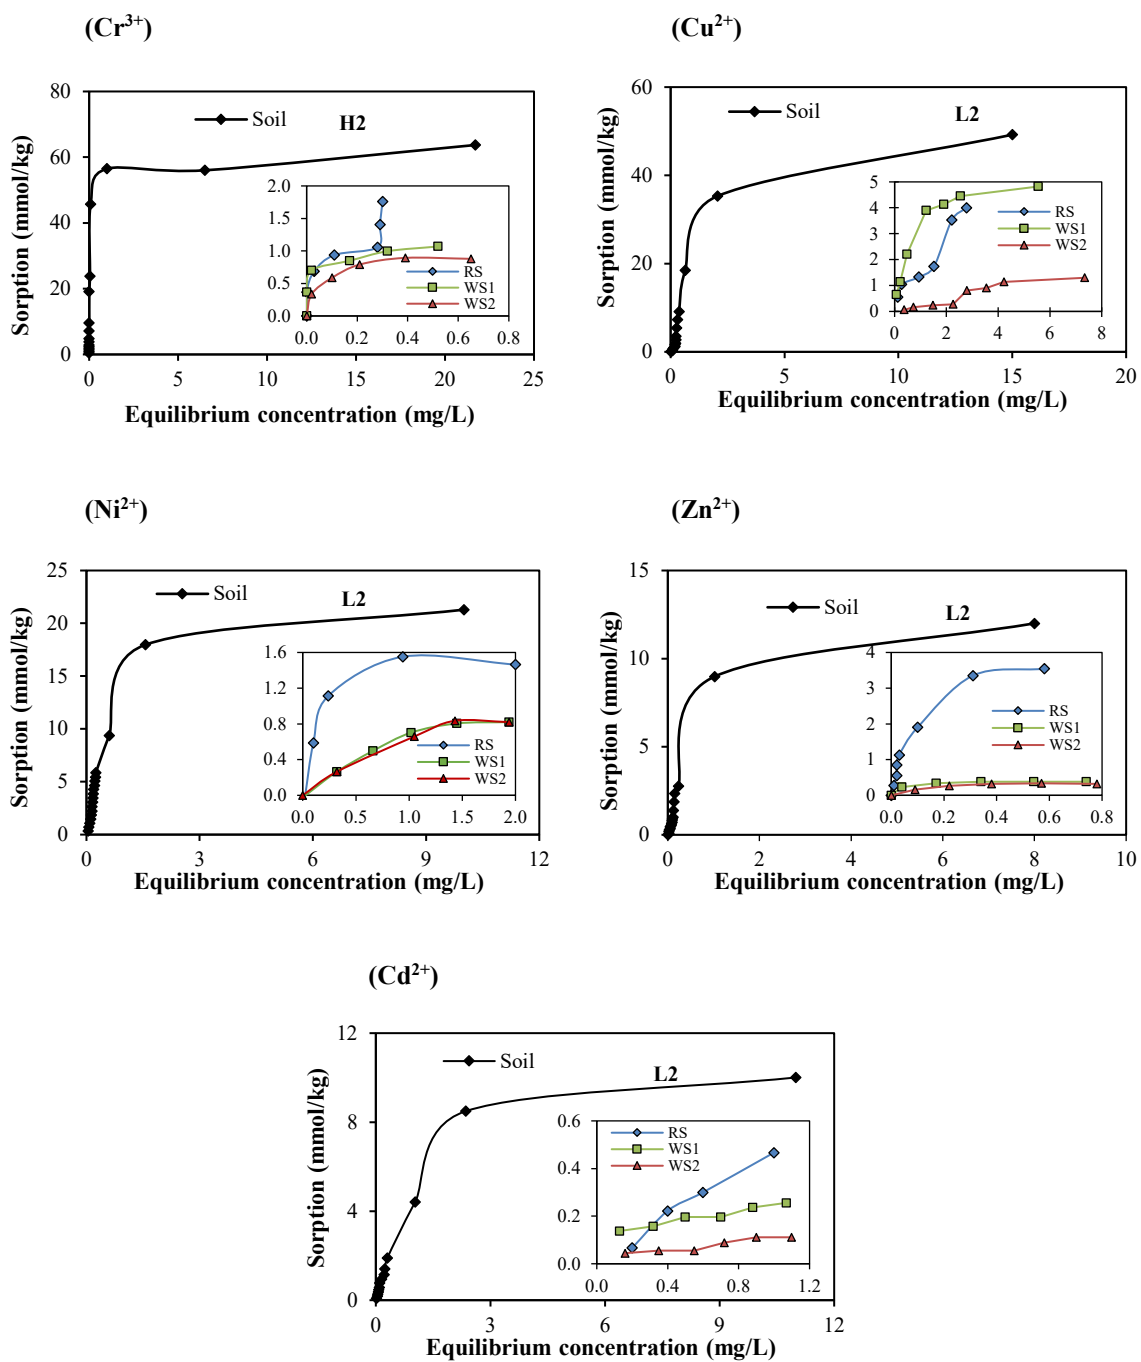 (Cr³⁺)
Sorption (mmol/kg)
80
60
40
20
0
Soil
H2
2.0
1.5
1.0
0.5
0.0
RS
WS1
WS2
0.0 0.2 0.4 0.6 0.8
0 5 10 15 20 25
Equilibrium concentration (mg/L)
(Cu²⁺)
Sorption (mmol/kg)
60
40
20
0
Soil
L2
5
4
3
2
1
0
RS
WS1
WS2
0 2 4 6 8
0 5 10 15 20
Equilibrium concentration (mg/L)
(Ni²⁺)
Sorption (mmol/kg)
25
20
15
10
5
0
Soil
L2
1.6
1.2
0.8
0.4
0.0
RS
WS1
WS2
0.0 0.5 1.0 1.5 2.0
0 3 6 9 12
Equilibrium concentration (mg/L)
(Zn²⁺)
Sorption (mmol/kg)
15
10
5
0
Soil
L2
4
3
2
1
0
RS
WS1
WS2
0.0 0.2 0.4 0.6 0.8
0 2 4 6 8 10
Equilibrium concentration (mg/L)
(Cd²⁺)
Sorption (mmol/kg)
12
8
4
0
Soil
L2
0.6
0.4
0.2
0.0
RS
WS1
WS2
0.0 0.4 0.8 1.2
0 3 6 9 12
Equilibrium concentration (mg/L)